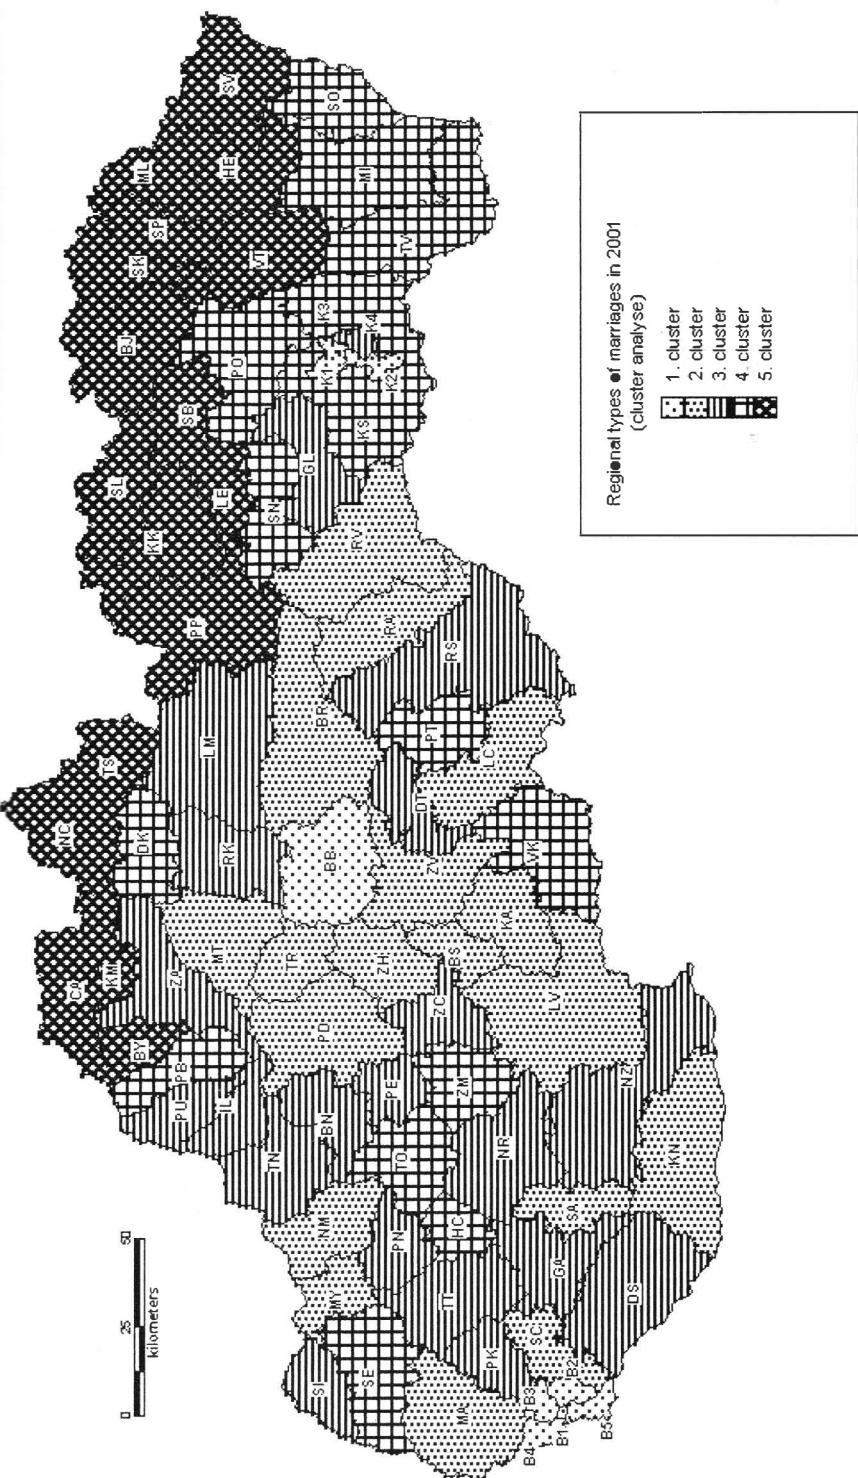 Regional types of marriages in 2001
(cluster analyse)
1. cluster
2. cluster
3. cluster
4. cluster
5. cluster
0
25
50
kilometers
SI
SE
MA
MY
NM
PN
TT
PK
HC
SC
B1
B2
B3
B4
B5
GA
DS
SA
KN
NZ
NR
TO
TN
BN
PE
ZM
IL
PU
PB
BY
CA
KM
ZA
PD
ZC
LV
MT
TR
ZH
BS
KA
NC
TS
DK
RK
LM
BB
BR
ZV
DT
VK
LC
PT
RS
RA
RV
PP
KK
SL
LE
SB
SN
GL
KS
PO
BJ
K1
K2
K3
K4
SK
SP
ML
VT
HE
SV
SO
MI
TV